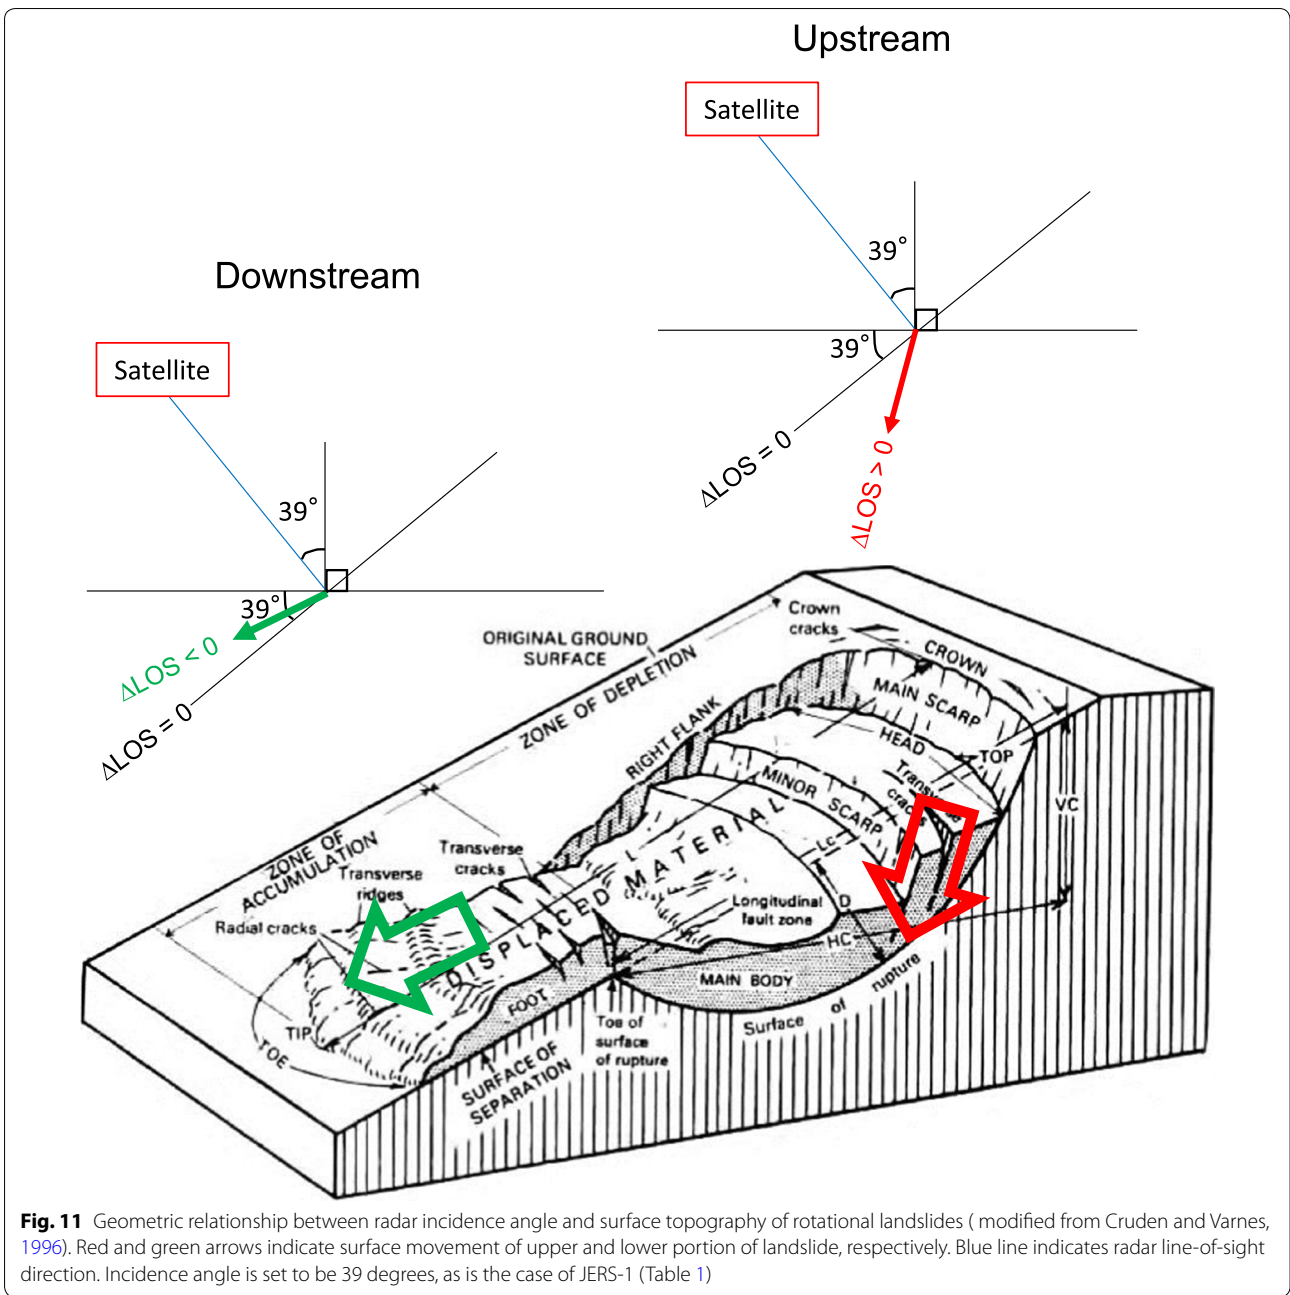 Upstream
Satellite
39°
39°
ΔLOS = 0
ΔLOS > 0
Downstream
Satellite
39°
39°
ΔLOS < 0
ΔLOS = 0
ORIGINAL GROUND
SURFACE
Crown
cracks
CROWN
ZONE OF DEPLETION
MAIN SCARP
RIGHT FLANK
HEAD
TOP
MINOR SCARP
VC
ZONE OF
ACCUMULATION
Transverse
cracks
Transverse
ridges
Radial cracks
DISPLACED MATERIAL
L
Lc
D
Longitudinal
fault zone
HC
MAIN BODY
Surface of rupture
FOOT
TIP
TOE
Toe of
surface
of rupture
SURFACE OF
SEPARATION
Fig. 11 Geometric relationship between radar incidence angle and surface topography of rotational landslides ( modified from Cruden and Varnes,
1996). Red and green arrows indicate surface movement of upper and lower portion of landslide, respectively. Blue line indicates radar line-of-sight
direction. Incidence angle is set to be 39 degrees, as is the case of JERS-1 (Table 1)